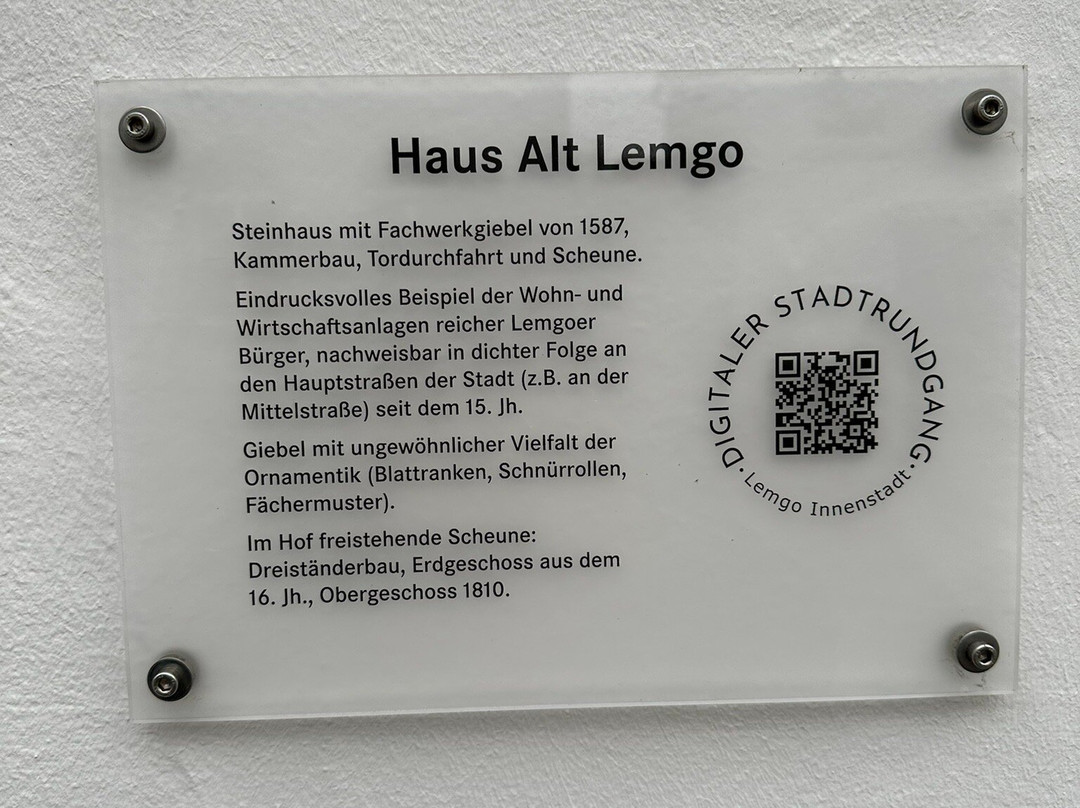 Haus Alt Lemgo
Steinhaus mit Fachwerkgiebel von 1587,
Kammerbau, Tordurchfahrt und Scheune.
Eindrucksvolles Beispiel der Wohn- und
Wirtschaftsanlagen reicher Lemgoer
Bürger, nachweisbar in dichter Folge an
den Hauptstraßen der Stadt (z.B. an der
Mittelstraße) seit dem 15. Jh.
Giebel mit ungewöhnlicher Vielfalt der
Ornamentik (Blattranken, Schnürrollen,
Fächermuster).
Im Hof freistehende Scheune:
Dreiständerbau, Erdgeschoss aus dem
16. Jh., Obergeschoss 1810.
DIGITALER STADTRUNDGANG
· Lemgo Innenstadt ·